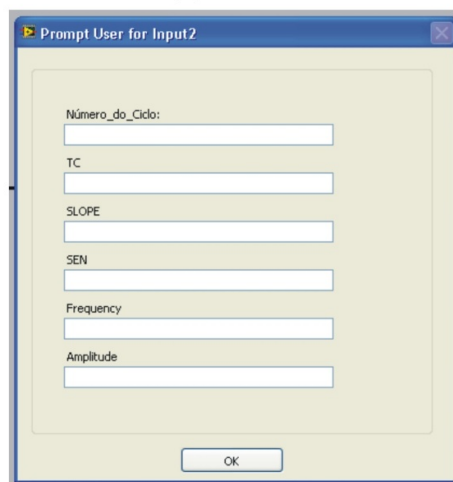 Prompt User for Input2
Número_do_Ciclo:
TC
SLOPE
SEN
Frequency
Amplitude
OK